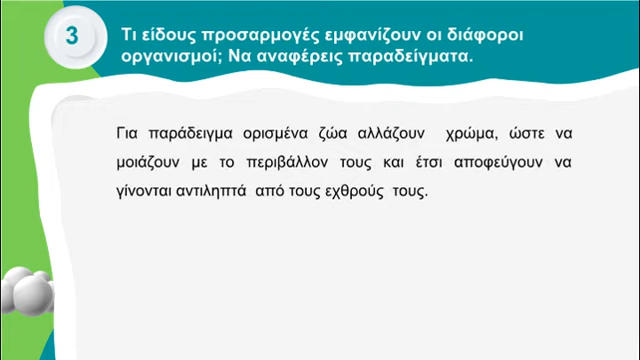 3
Τι είδους προσαρμογές εμφανίζουν οι διάφοροι
οργανισμοί; Να αναφέρεις παραδείγματα.
Για παράδειγμα ορισμένα ζώα αλλάζουν χρώμα, ώστε να
μοιάζουν με το περιβάλλον τους και έτσι αποφεύγουν να
γίνονται αντιληπτά από τους εχθρούς τους.